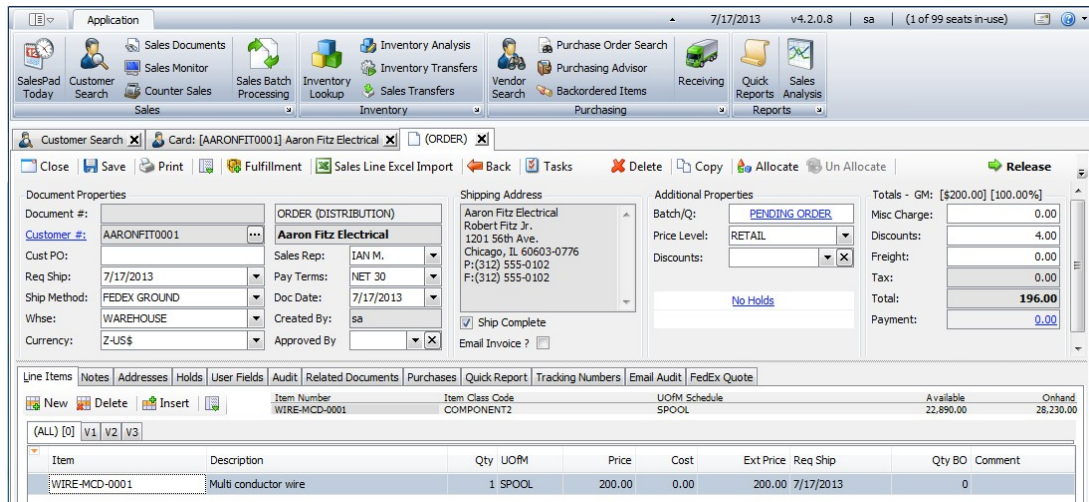 Application 7/17/2013 v4.2.0.8 sa (1 of 99 seats in-use)
SalesPad Today
Customer Search
Sales Documents
Sales Monitor
Counter Sales
Sales Batch Processing
Sales
Inventory Lookup
Inventory Analysis
Inventory Transfers
Sales Transfers
Inventory
Vendor Search
Purchase Order Search
Purchasing Advisor
Backordered Items
Receiving
Purchasing
Quick Reports
Sales Analysis
Reports
Customer Search Card: [AARONFIT0001] Aaron Fitz Electrical (ORDER)
Close Save Print Fulfillment Sales Line Excel Import Back Tasks Delete Copy Allocate Un Allocate Release
Document Properties
Document #: ORDER (DISTRIBUTION)
Customer #: AARONFIT0001 ... Aaron Fitz Electrical
Cust PO: Sales Rep: IAN M.
Req Ship: 7/17/2013 Pay Terms: NET 30
Ship Method: FEDEX GROUND Doc Date: 7/17/2013
Whse: WAREHOUSE Created By: sa
Currency: Z-US$ Approved By
Shipping Address
Aaron Fitz Electrical
Robert Fitz Jr.
1201 56th Ave.
Chicago, IL 60603-0776
P:(312) 555-0102
F:(312) 555-0102
Ship Complete
Email Invoice ?
Additional Properties
Batch/Q: PENDING ORDER
Price Level: RETAIL
Discounts:
No Holds
Totals - GM: [$200.00] [100.00%]
Misc Charge: 0.00
Discounts: 4.00
Freight: 0.00
Tax: 0.00
Total: 196.00
Payment: 0.00
Line Items Notes Addresses Holds User Fields Audit Related Documents Purchases Quick Report Tracking Numbers Email Audit FedEx Quote
New Delete Insert
Item Number Item Class Code UOfM Schedule Available Onhand
WIRE-MCD-0001 COMPONENT2 SPOOL 22,890.00 28,230.00
(ALL) [0] V1 V2 V3
Item Description Qty UOfM Price Cost Ext Price Req Ship Qty BO Comment
WIRE-MCD-0001 Multi conductor wire 1 SPOOL 200.00 0.00 200.00 7/17/2013 0